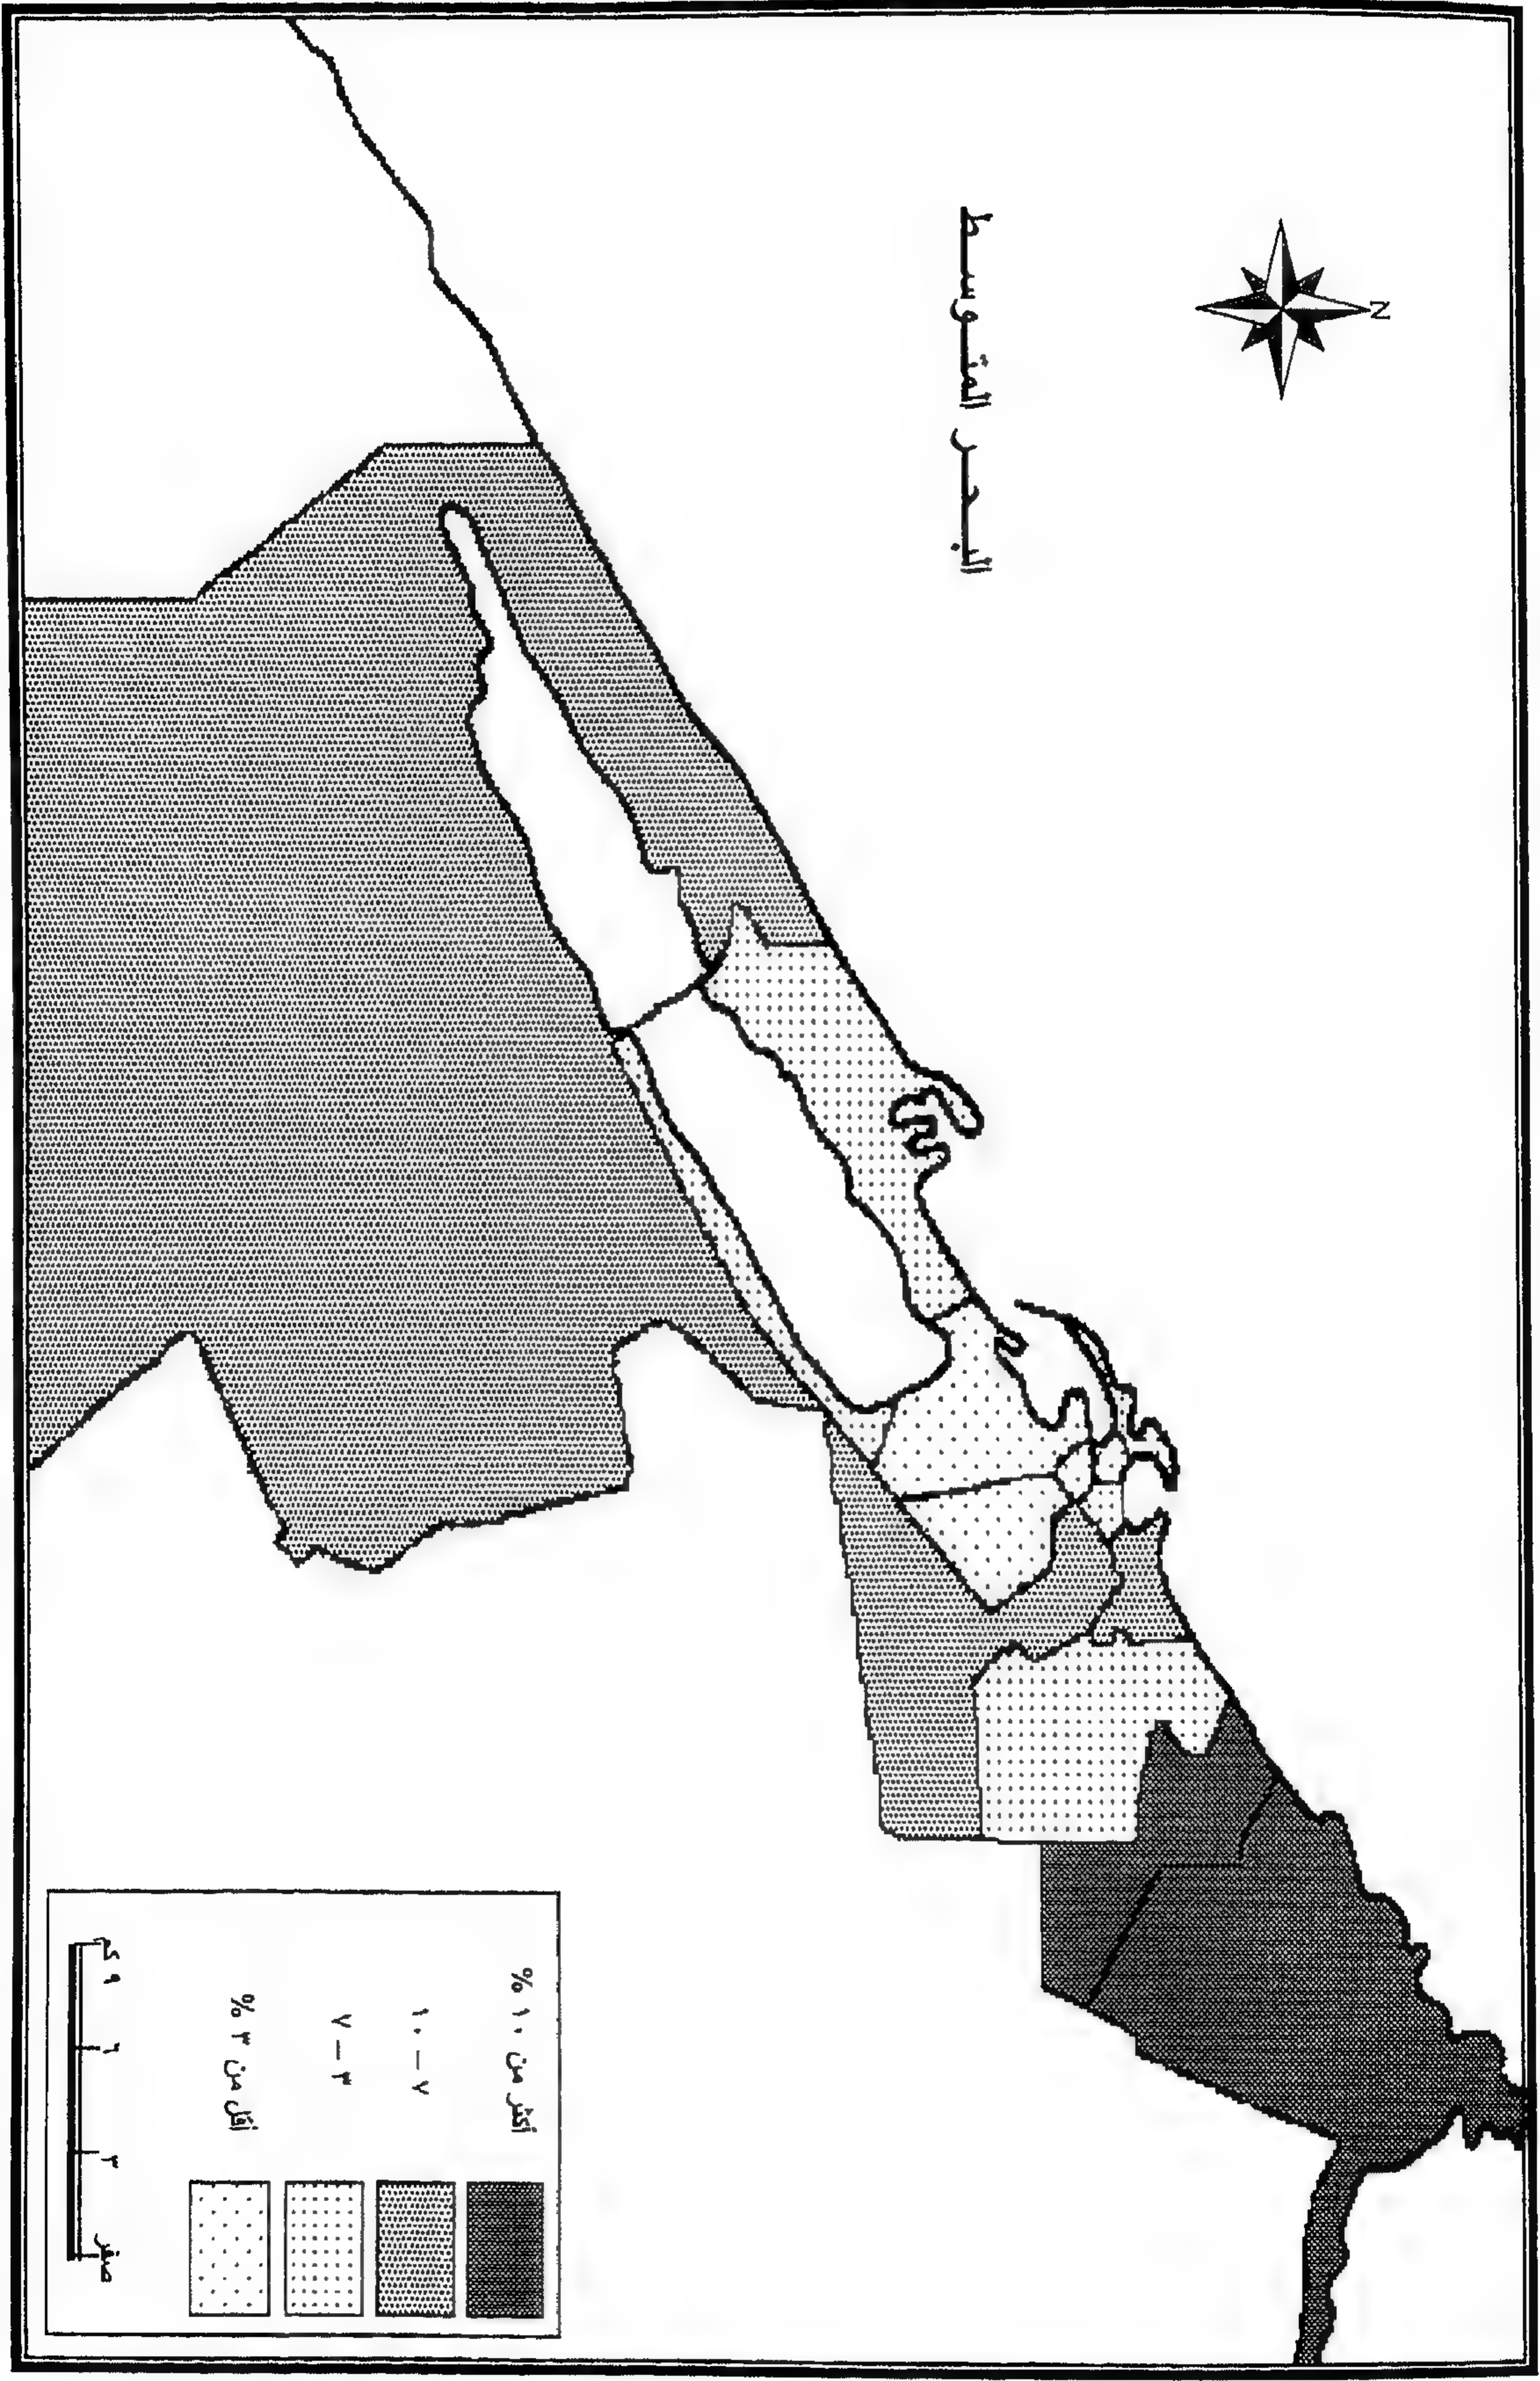 N
البحر المتوسط
أكثر من ١٠ %
٧ – ١٠
٣ – ٧
أقل من ٣ %
صفر ٣ ٦ ٩ كم